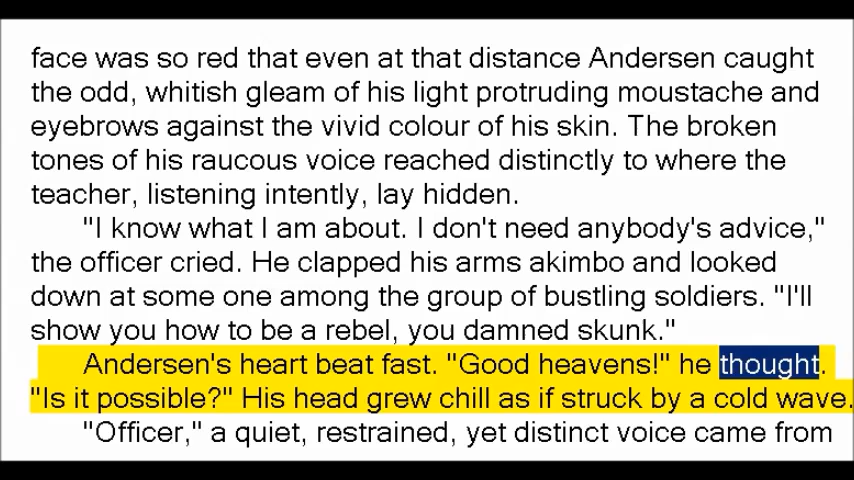 face was so red that even at that distance Andersen caught
the odd, whitish gleam of his light protruding moustache and
eyebrows against the vivid colour of his skin. The broken
tones of his raucous voice reached distinctly to where the
teacher, listening intently, lay hidden.
"I know what I am about. I don't need anybody's advice,"
the officer cried. He clapped his arms akimbo and looked
down at some one among the group of bustling soldiers. "I'll
show you how to be a rebel, you damned skunk."
Andersen's heart beat fast. "Good heavens!" he thought.
"Is it possible?" His head grew chill as if struck by a cold wave.
"Officer," a quiet, restrained, yet distinct voice came from